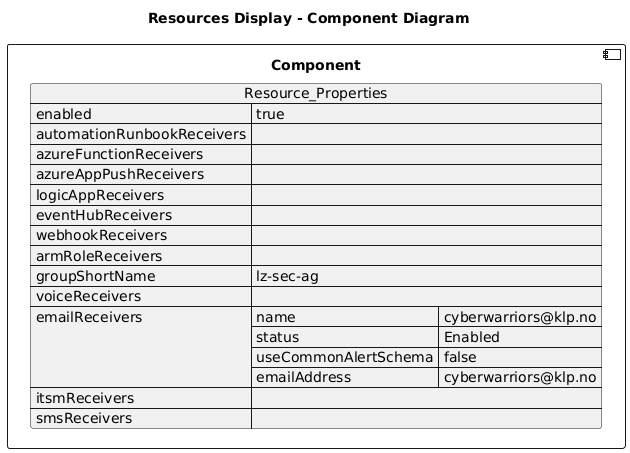 Resources Display - Component Diagram
Component
Resource_Properties
enabled true
automationRunbookReceivers
azureFunctionReceivers
azureAppPushReceivers
logicAppReceivers
eventHubReceivers
webhookReceivers
armRoleReceivers
groupShortName lz-sec-ag
voiceReceivers
emailReceivers name cyberwarriors@klp.no
status Enabled
useCommonAlertSchema false
emailAddress cyberwarriors@klp.no
itsmReceivers
smsReceivers